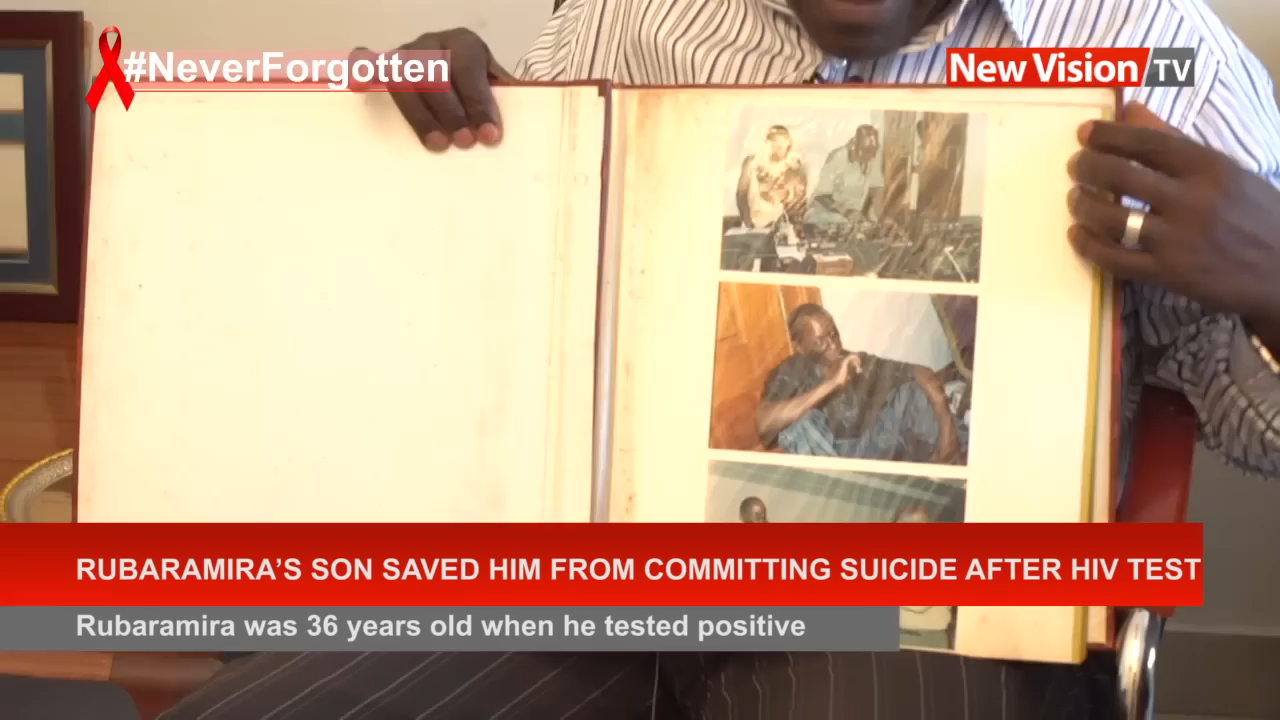 #NeverForgotten
New Vision TV
RUBARAMIRA'S SON SAVED HIM FROM COMMITTING SUICIDE AFTER HIV TEST
Rubaramira was 36 years old when he tested positive